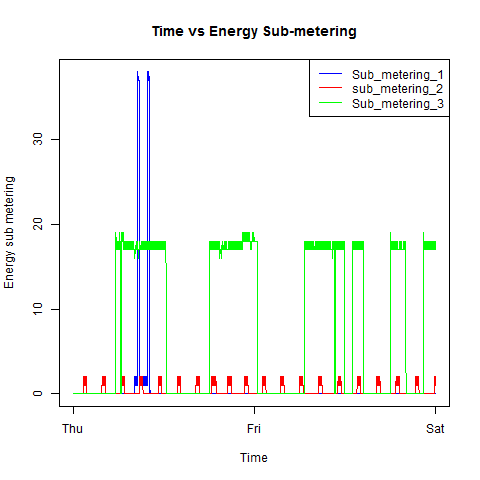 Time vs Energy Sub-metering
Sub_metering_1
sub_metering_2
Sub_metering_3
Energy sub metering
30
20
10
0
Thu Fri Sat
Time